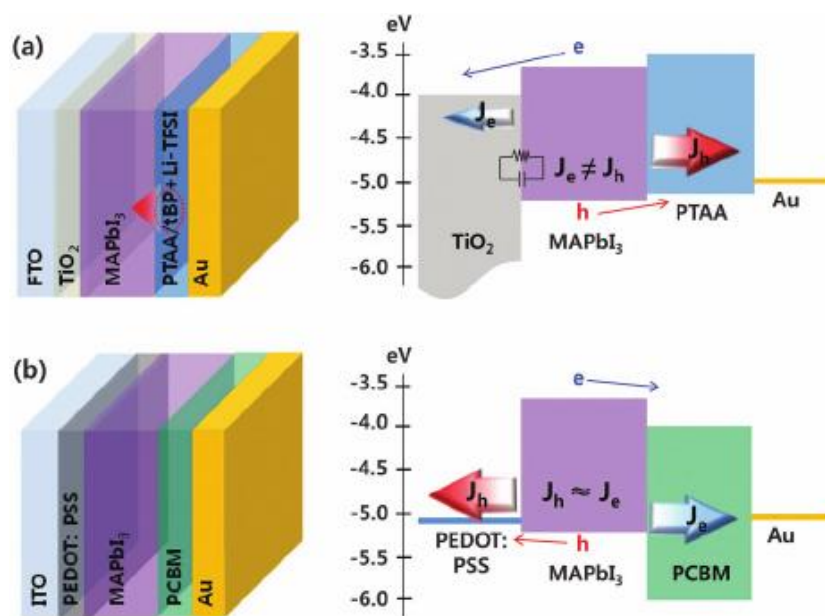 (a)
FTO
TiO₂
MAPbI₃
PTAA/tBP+Li-TFSI
Au
eV
-3.5
-4.0
-4.5
-5.0
-5.5
-6.0
e
Jₑ
Jₑ ≠ Jₕ
Jₕ
h
TiO₂
MAPbI₃
PTAA
Au
(b)
ITO
PEDOT: PSS
MAPbI₃
PCBM
Au
eV
-3.5
-4.0
-4.5
-5.0
-5.5
-6.0
e
Jₕ
Jₕ ≈ Jₑ
Jₑ
h
PEDOT:
PSS
MAPbI₃
PCBM
Au